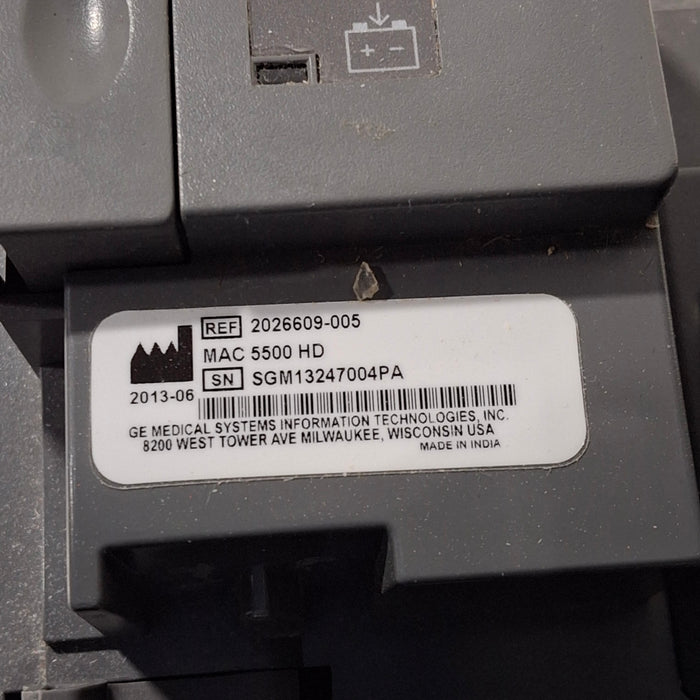 REF 2026609-005
MAC 5500 HD
SN SGM13247004PA
2013-06
GE MEDICAL SYSTEMS INFORMATION TECHNOLOGIES, INC.
8200 WEST TOWER AVE MILWAUKEE, WISCONSIN USA
MADE IN INDIA